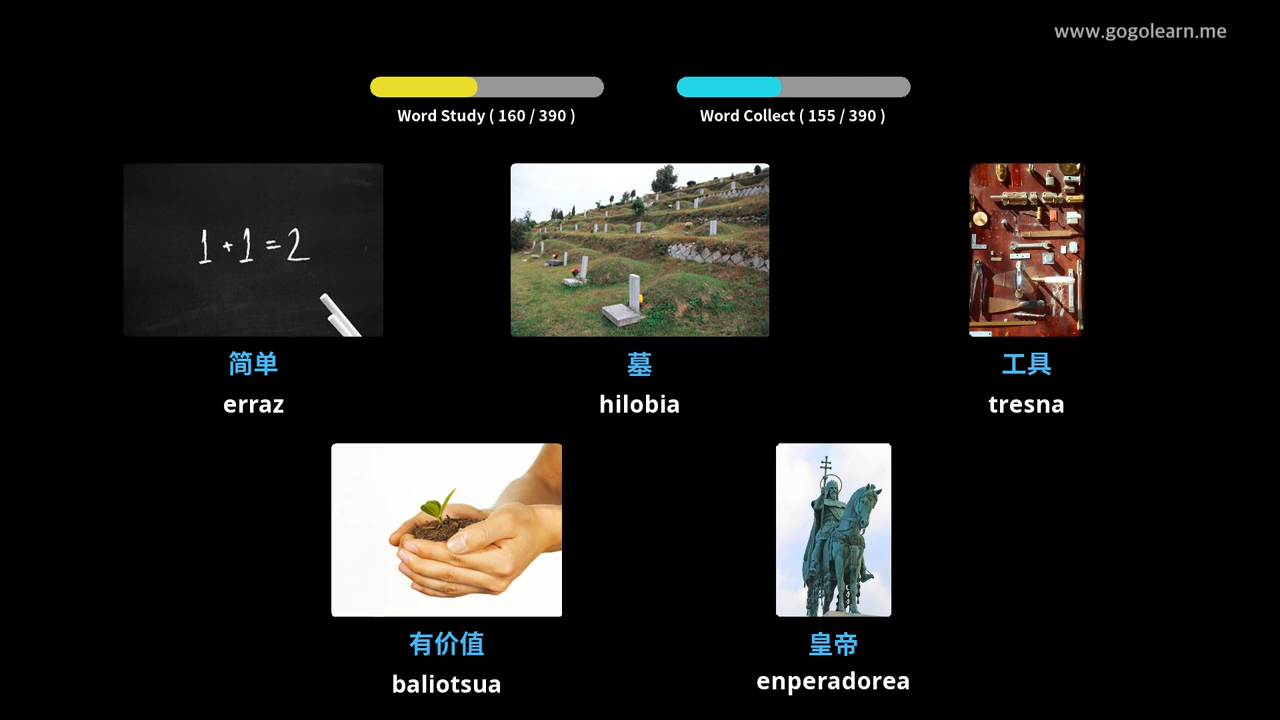 www.gogolearn.me
Word Study ( 160 / 390 )
Word Collect ( 155 / 390 )
1 + 1 = 2
简单
墓
工具
erraz
hilobia
tresna
有价值
皇帝
baliotsua
enperadorea